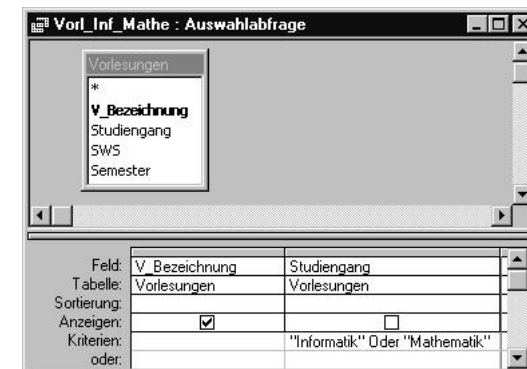 Vorl_Inf_Mathe : Auswahlabfrage
Vorlesungen
*
V_Bezeichnung
Studiengang
SWS
Semester
Feld: V_Bezeichnung Studiengang
Tabelle: Vorlesungen Vorlesungen
Sortierung:
Anzeigen:
Kriterien: "Informatik" Oder "Mathematik"
oder: